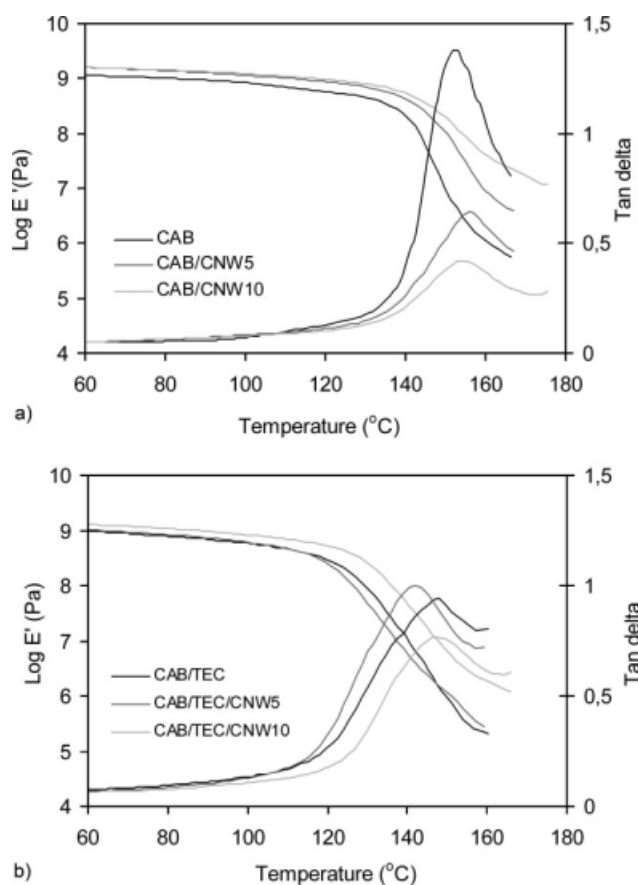 10
9
8
7
6
5
4
Log E '(Pa)
1,5
1
0,5
0
Tan delta
CAB
CAB/CNW5
CAB/CNW10
60 80 100 120 140 160 180
Temperature (°C)
a)
10
9
8
7
6
5
4
Log E' (Pa)
1,5
1
0,5
0
Tan delta
CAB/TEC
CAB/TEC/CNW5
CAB/TEC/CNW10
60 80 100 120 140 160 180
Temperature (°C)
b)